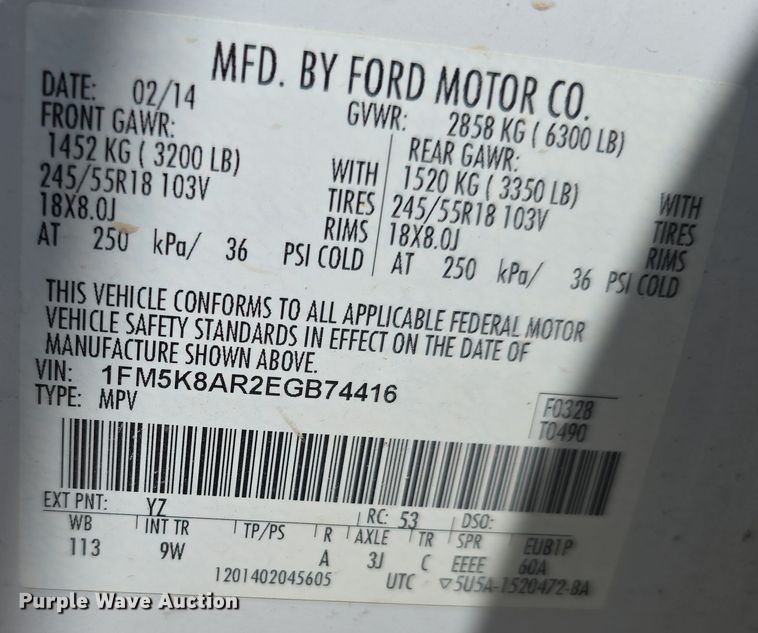 MFD. BY FORD MOTOR CO.
DATE: 02/14 GVWR: 2858 KG ( 6300 LB)
FRONT GAWR: REAR GAWR:
1452 KG ( 3200 LB) WITH 1520 KG ( 3350 LB) WITH
245/55R18 103V TIRES 245/55R18 103V TIRES
18X8.0J RIMS 18X8.0J RIMS
AT 250 kPa/ 36 PSI COLD AT 250 kPa/ 36 PSI COLD
THIS VEHICLE CONFORMS TO ALL APPLICABLE FEDERAL MOTOR
VEHICLE SAFETY STANDARDS IN EFFECT ON THE DATE OF
MANUFACTURE SHOWN ABOVE.
VIN: 1FM5K8AR2EGB74416
TYPE: MPV
F0328
T0490
EXT PNT: YZ RC: 53 DSO:
WB INT TR TP/PS R AXLE TR SPR EUB1P
113 9W A 3J C EEEE 60A
1201402045605 UTC ▽5U5A-1520472-BA
Purple Wave Auction